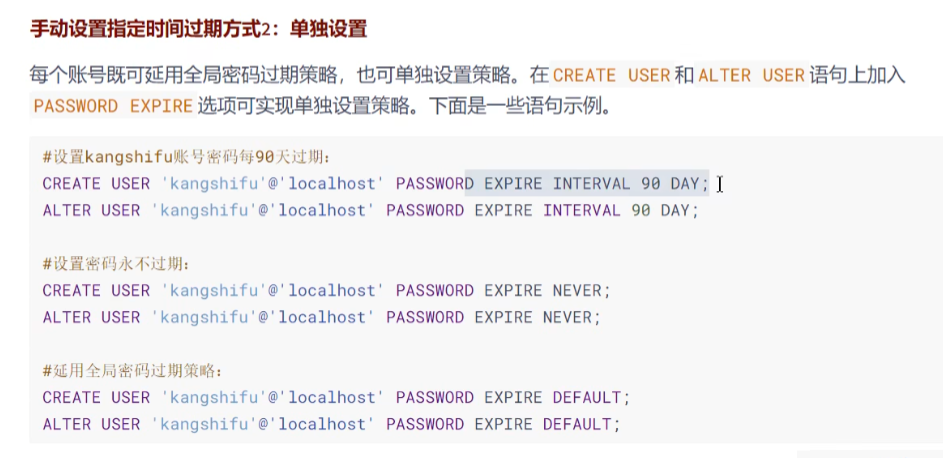 手动设置指定时间过期方式2：单独设置
每个账号既可延用全局密码过期策略，也可单独设置策略。在 CREATE USER 和 ALTER USER 语句上加入
PASSWORD EXPIRE 选项可实现单独设置策略。下面是一些语句示例。
#设置kangshifu账号密码每90天过期：
CREATE USER 'kangshifu'@'localhost' PASSWORD EXPIRE INTERVAL 90 DAY;
ALTER USER 'kangshifu'@'localhost' PASSWORD EXPIRE INTERVAL 90 DAY;
#设置密码永不过期：
CREATE USER 'kangshifu'@'localhost' PASSWORD EXPIRE NEVER;
ALTER USER 'kangshifu'@'localhost' PASSWORD EXPIRE NEVER;
#延用全局密码过期策略：
CREATE USER 'kangshifu'@'localhost' PASSWORD EXPIRE DEFAULT;
ALTER USER 'kangshifu'@'localhost' PASSWORD EXPIRE DEFAULT;